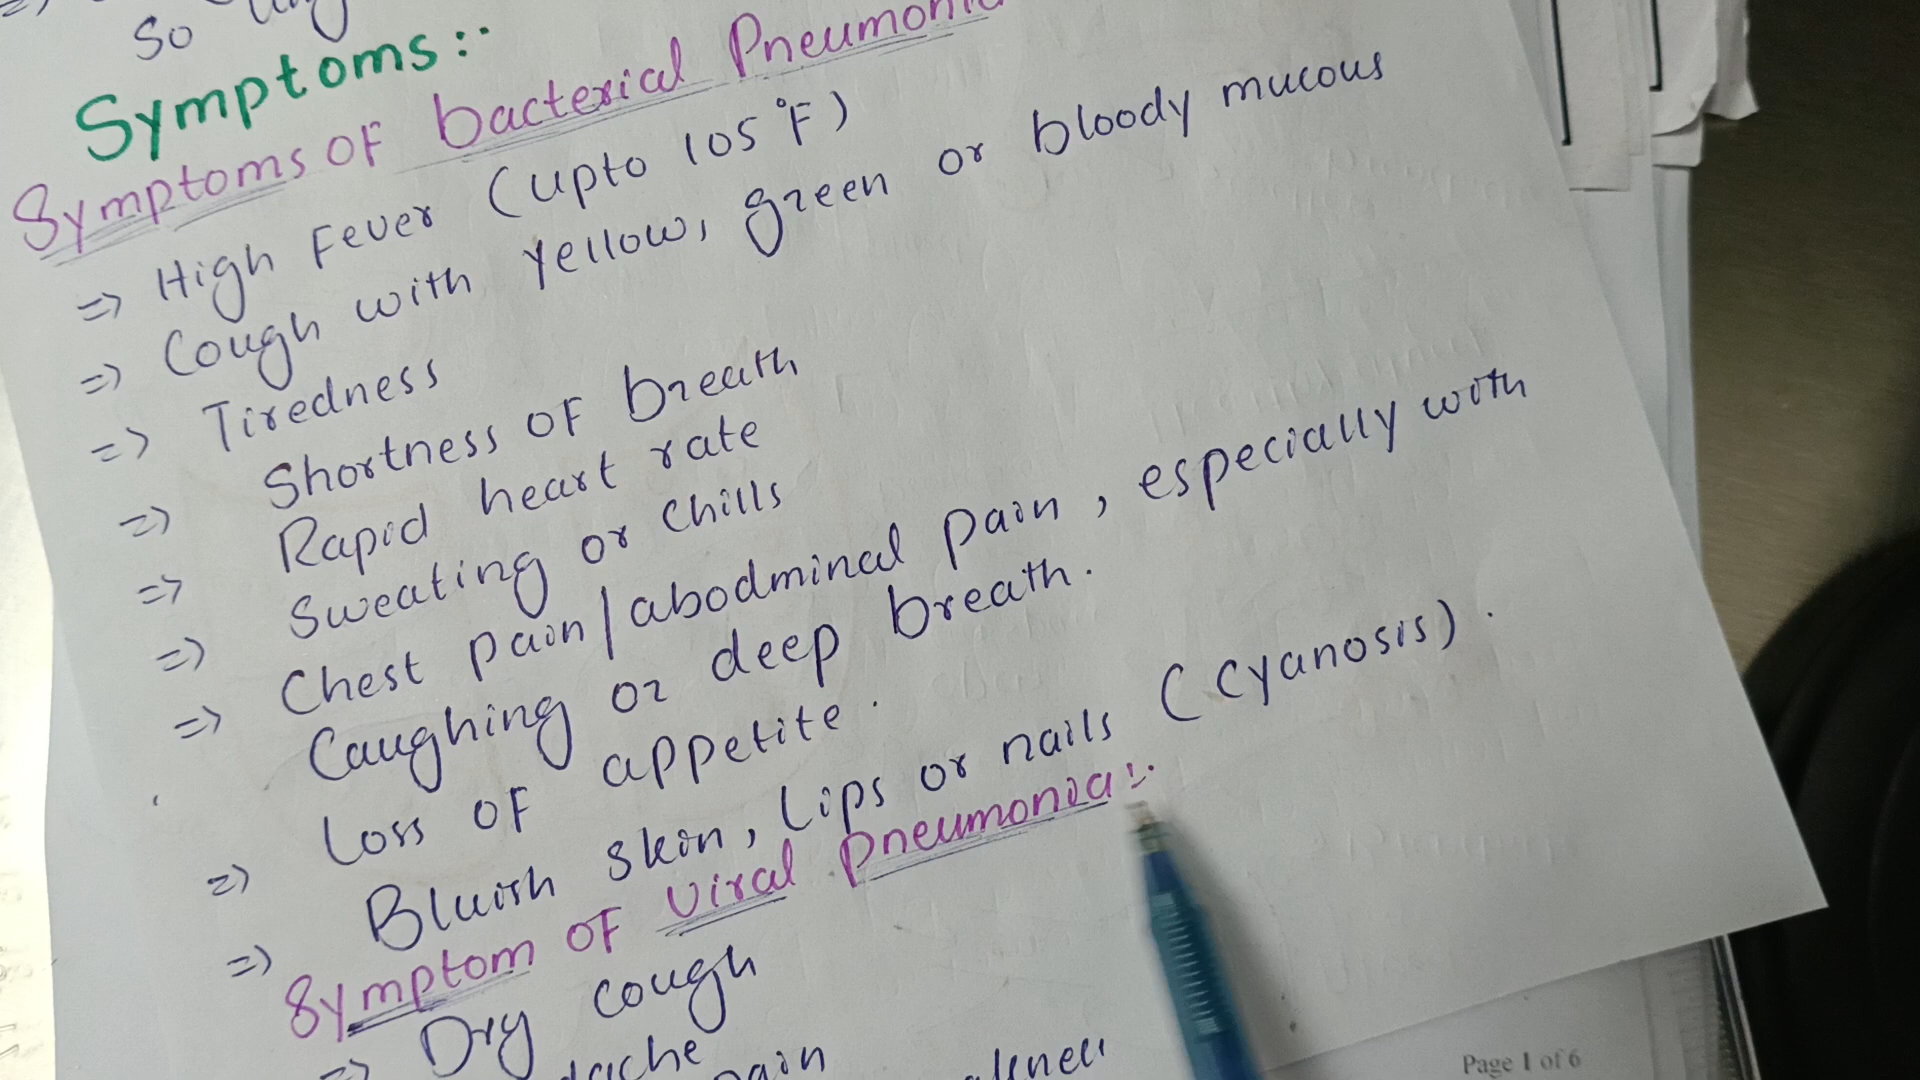 So
Symptoms:-
Symptoms of bacterial Pneumonia
=> High Fever (upto 105°F)
=> Cough with yellow, green or bloody mucous
=> Tiredness
=> Shortness of breath
=> Rapid heart rate
=> Sweating or chills
=> Chest pain/abodminal pain, especially with
Caughing or deep breath.
=> Loss of appetite.
=> Bluish skin, Lips or nails (Cyanosis).
Symptom of viral Pneumonia:-
=> Dry cough
pain
Page 1 of 6